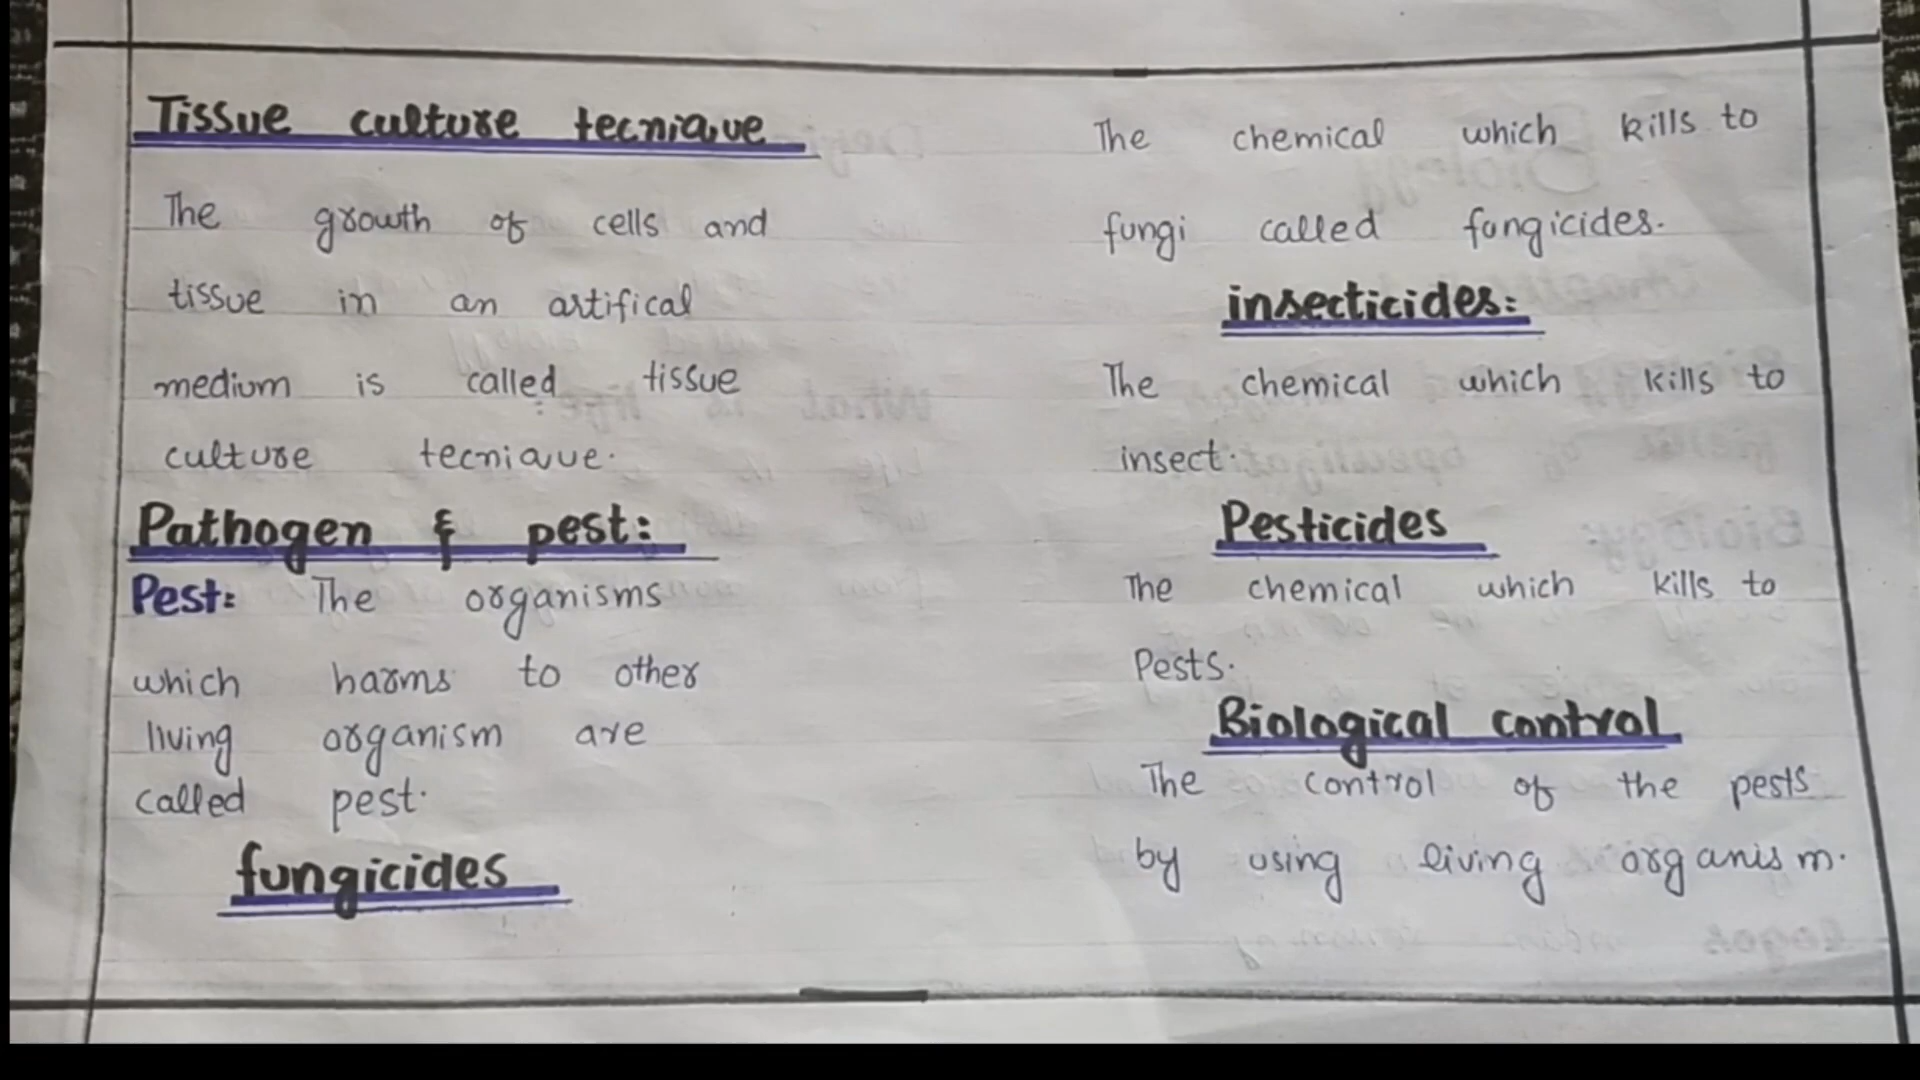 Tissue culture tecnique
The growth of cells and
tissue in an artifical
medium is called tissue
culture tecnique.
Pathogen & pest:
Pest: The organisms
which harms to other
living organism are
called pest.
fungicides
The chemical which kills to
fungi called fungicides.
insecticides:
The chemical which kills to
insect.
Pesticides
The chemical which kills to
Pests.
Biological control
The control of the pests
by using living organism.